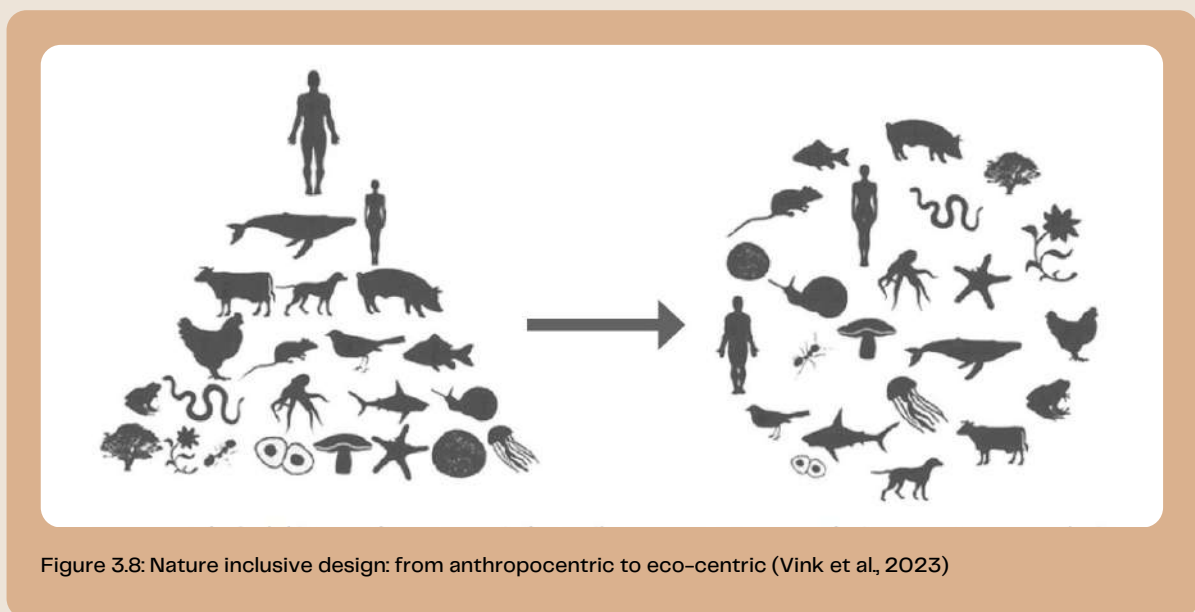 Figure 3.8: Nature inclusive design: from anthropocentric to eco-centric (Vink et al., 2023)